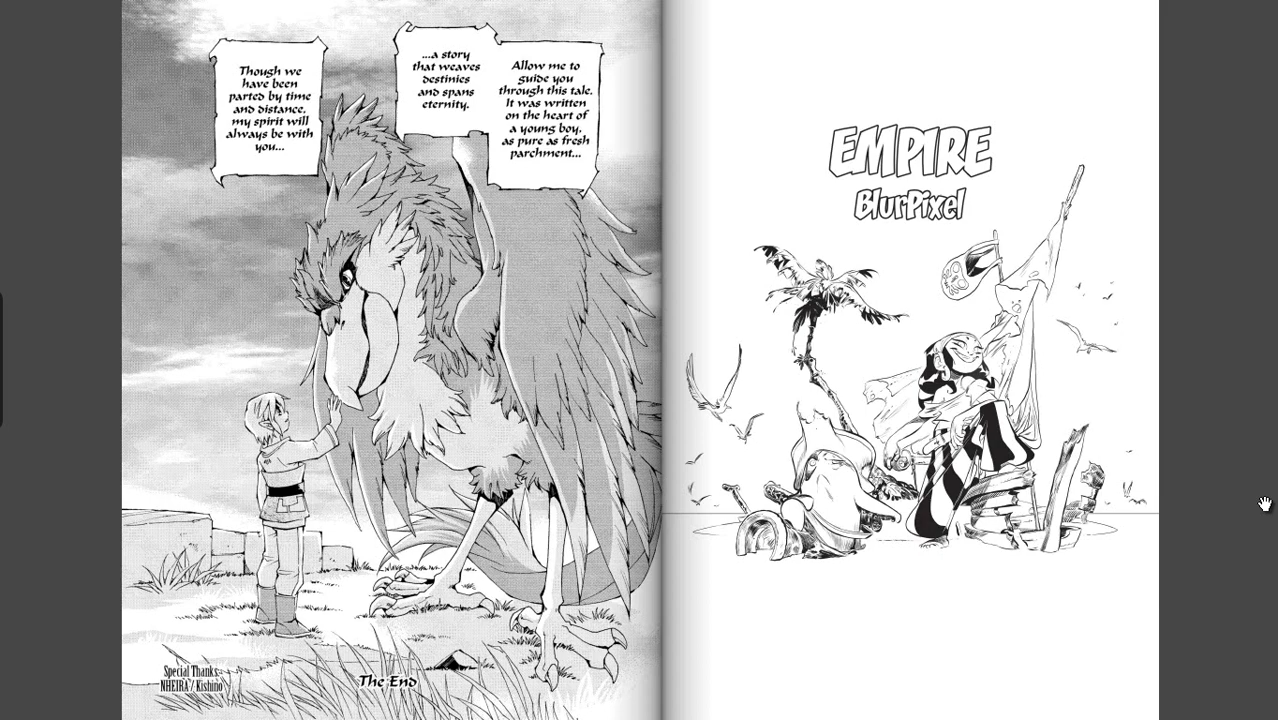 Allow me to
guide you
through this tale.
It was written
on the heart of
a young boy,
as pure as fresh
parchment...
...a story
that weaves
destinies
and spans
eternity.
Though we
have been
parted by time
and distance,
my spirit will
always be with
you...
Special Thanks
NHEIRA / Kishino
The End
EMPIRE
BlurPixel